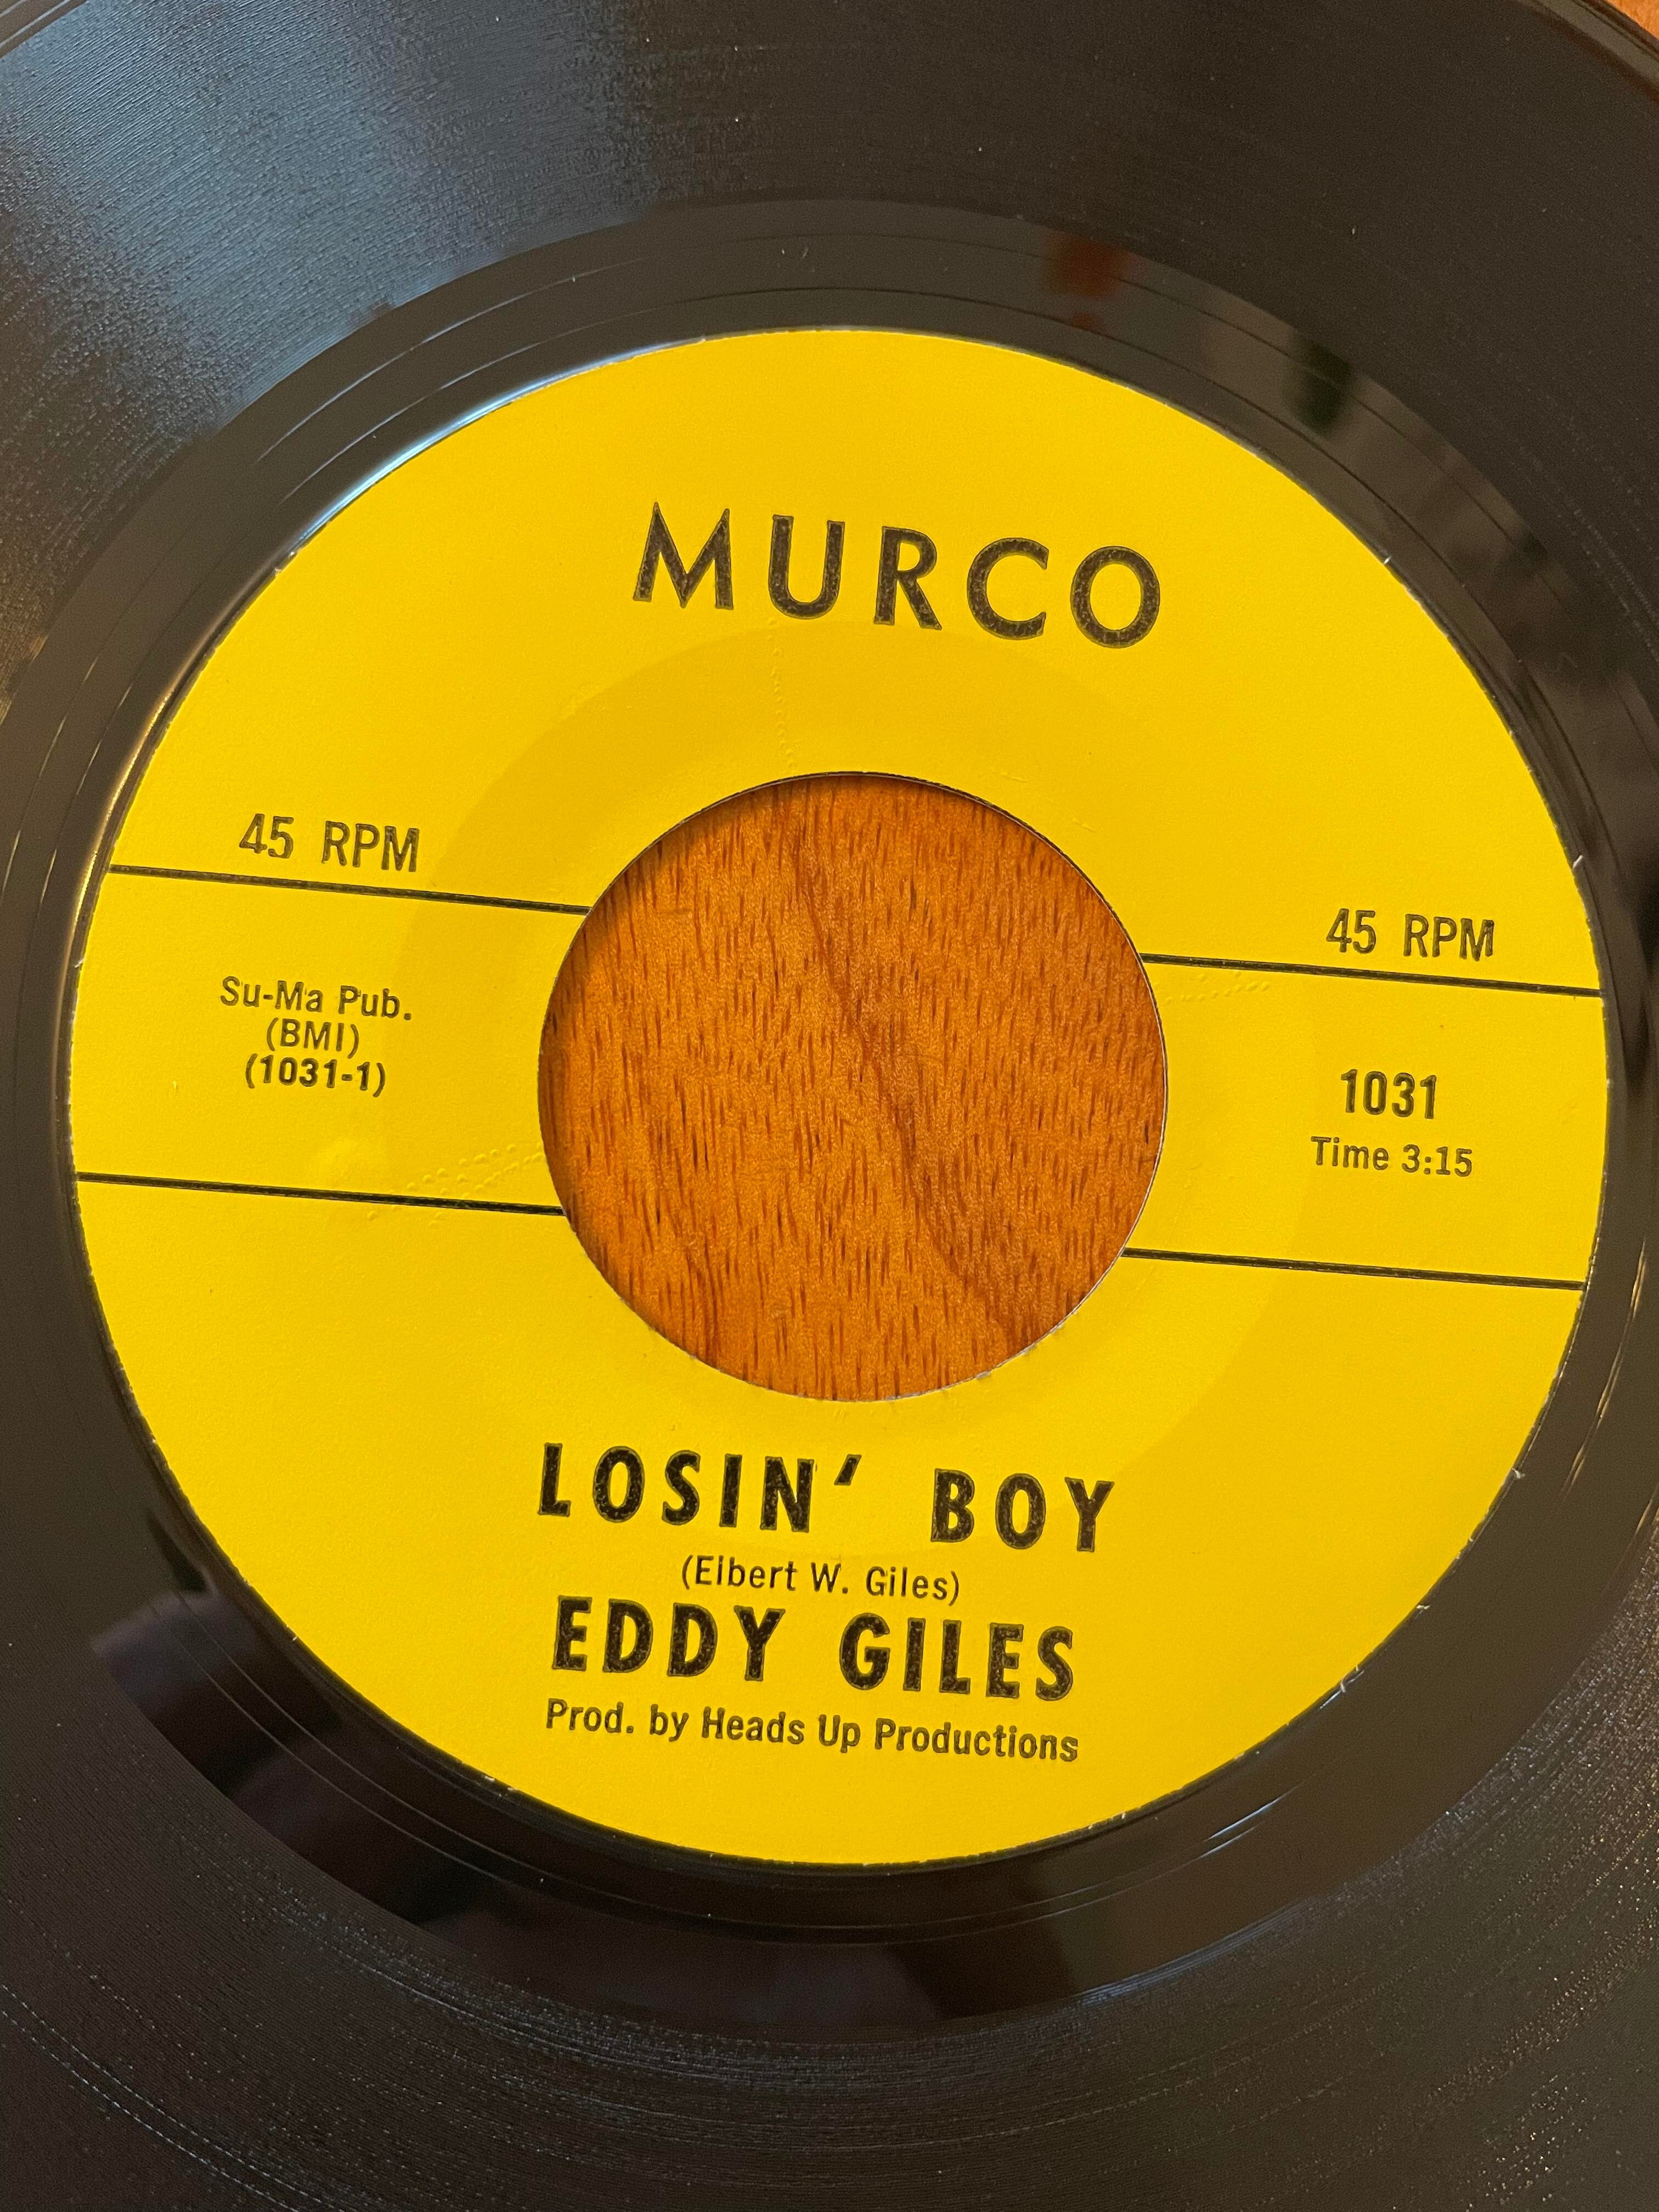 MURCO
45 RPM
45 RPM
Su-Ma Pub.
(BMI)
(1031-1)
1031
Time 3:15
LOSIN' BOY
(Elbert W. Giles)
EDDY GILES
Prod. by Heads Up Productions